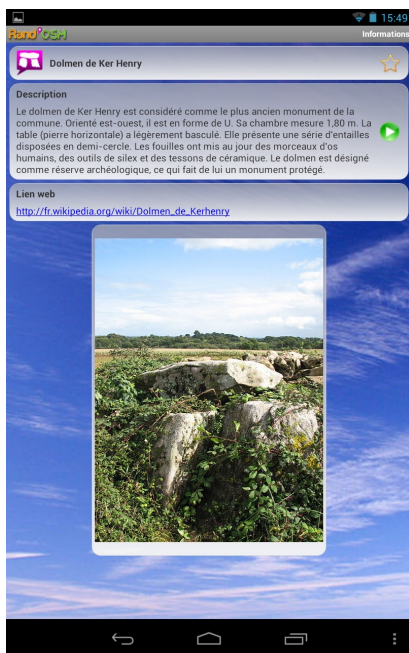 15:49
Rand'OSM
Informations
Dolmen de Ker Henry
Description
Le dolmen de Ker Henry est considéré comme le plus ancien monument de la
commune. Orienté est-ouest, il est en forme de U. Sa chambre mesure 1,80 m. La
table (pierre horizontale) a légèrement basculé. Elle présente une série d'entailles
disposées en demi-cercle. Les fouilles ont mis au jour des morceaux d'os
humains, des outils de silex et des tessons de céramique. Le dolmen est désigné
comme réserve archéologique, ce qui fait de lui un monument protégé.
Lien web
http://fr.wikipedia.org/wiki/Dolmen_de_Kerhenry